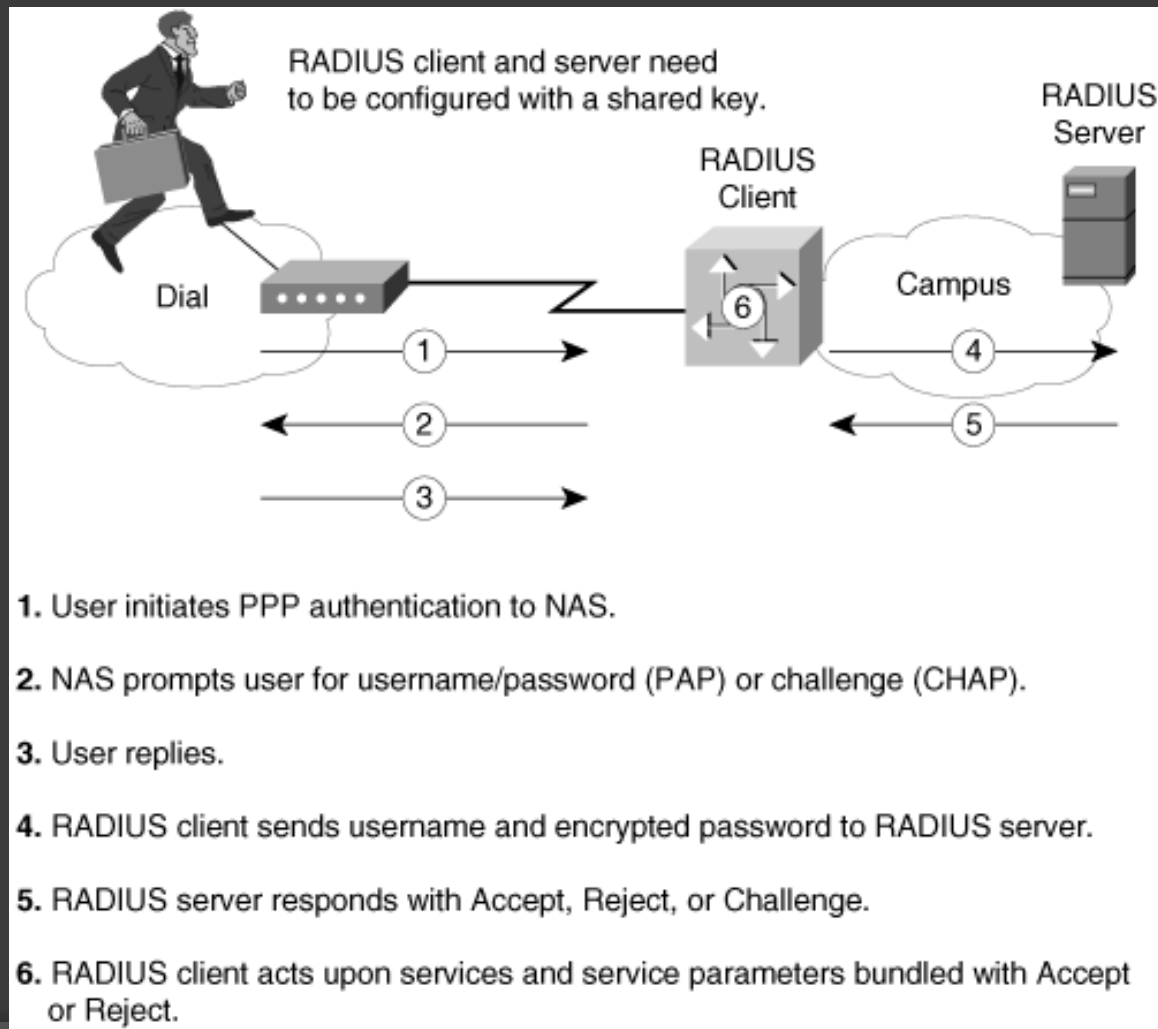 RADIUS client and server need
to be configured with a shared key.
RADIUS
Server
RADIUS
Client
Dial
Campus
6
1
4
2
5
3
1. User initiates PPP authentication to NAS.
2. NAS prompts user for username/password (PAP) or challenge (CHAP).
3. User replies.
4. RADIUS client sends username and encrypted password to RADIUS server.
5. RADIUS server responds with Accept, Reject, or Challenge.
6. RADIUS client acts upon services and service parameters bundled with Accept
or Reject.